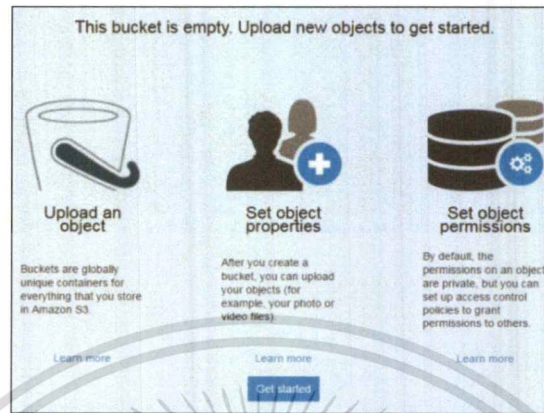 This bucket is empty. Upload new objects to get started.
Upload an
object
Buckets are globally
unique containers for
everything that you store
in Amazon S3.
Learn more
Set object
properties
After you create a
bucket, you can upload
your objects (for
example, your photo or
video files).
Learn more
Set object
permissions
By default, the
permissions on an object
are private, but you can
set up access control
policies to grant
permissions to others.
Learn more
Get started